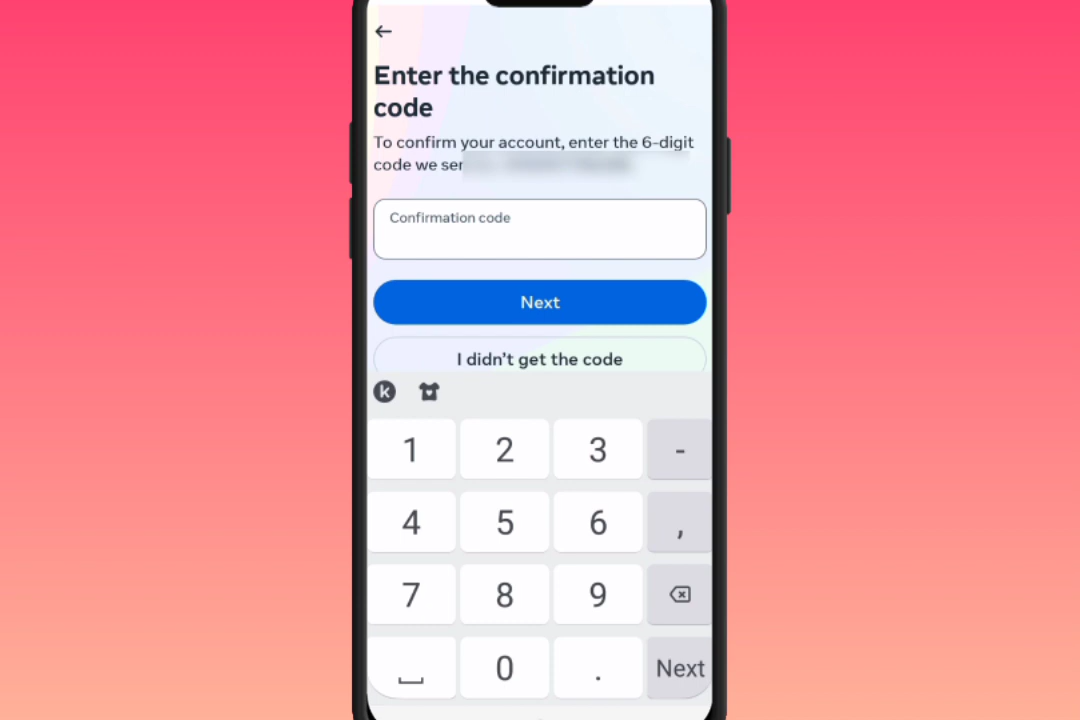 Enter the confirmation
code
To confirm your account, enter the 6-digit
code we
Confirmation code
Next
I didn’t get the code
k
1 2 3 -
4 5 6 ,
7 8 9
0 . Next